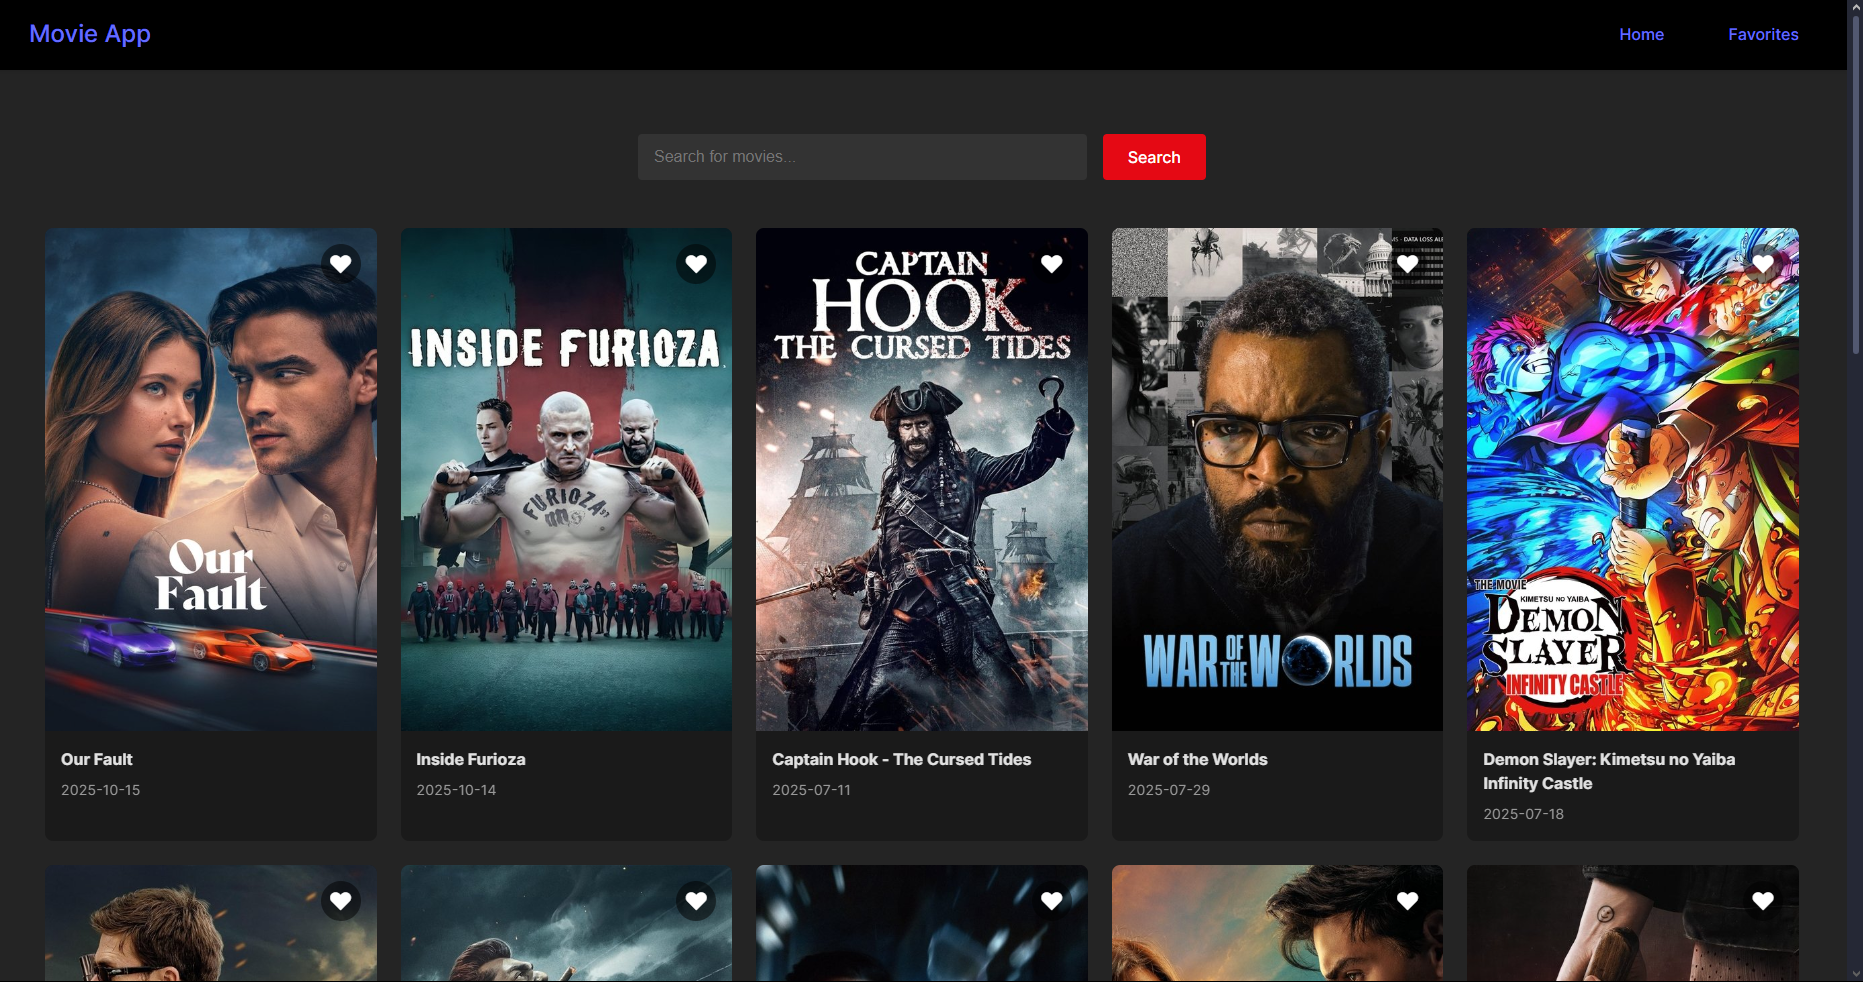 Movie App
Home
Favorites
Search for movies...
Search
Our
Fault
INSIDE FURIOZA
FURIOZA
CAPTAIN
HOOK
THE CURSED TIDES
DATA LOSS
WAR OF THE WORLDS
THE MOVIE
KIMETSU NO YAIBA
DEMON
SLAYER
INFINITY CASTLE
Our Fault
2025-10-15
Inside Furioza
2025-10-14
Captain Hook - The Cursed Tides
2025-07-11
War of the Worlds
2025-07-29
Demon Slayer: Kimetsu no Yaiba
Infinity Castle
2025-07-18